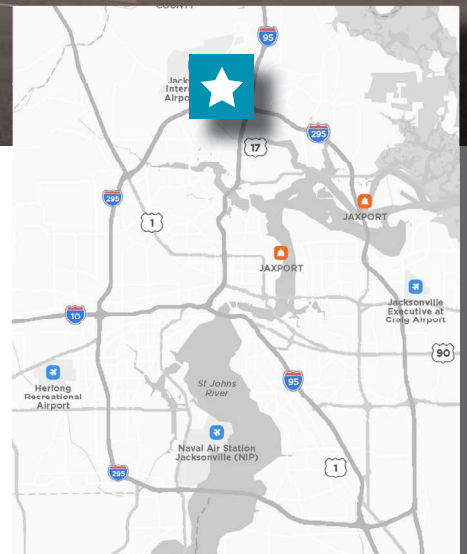 COUNTY
95
Jack
Intern
Airpo
295
17
JAXPORT
295
1
JAXPORT
Jacksonville
Executive at
Craig Airport
10
90
Herlong
Recreational
Airport
St Johns
River
95
Naval Air Station
Jacksonville (NIP)
1
295